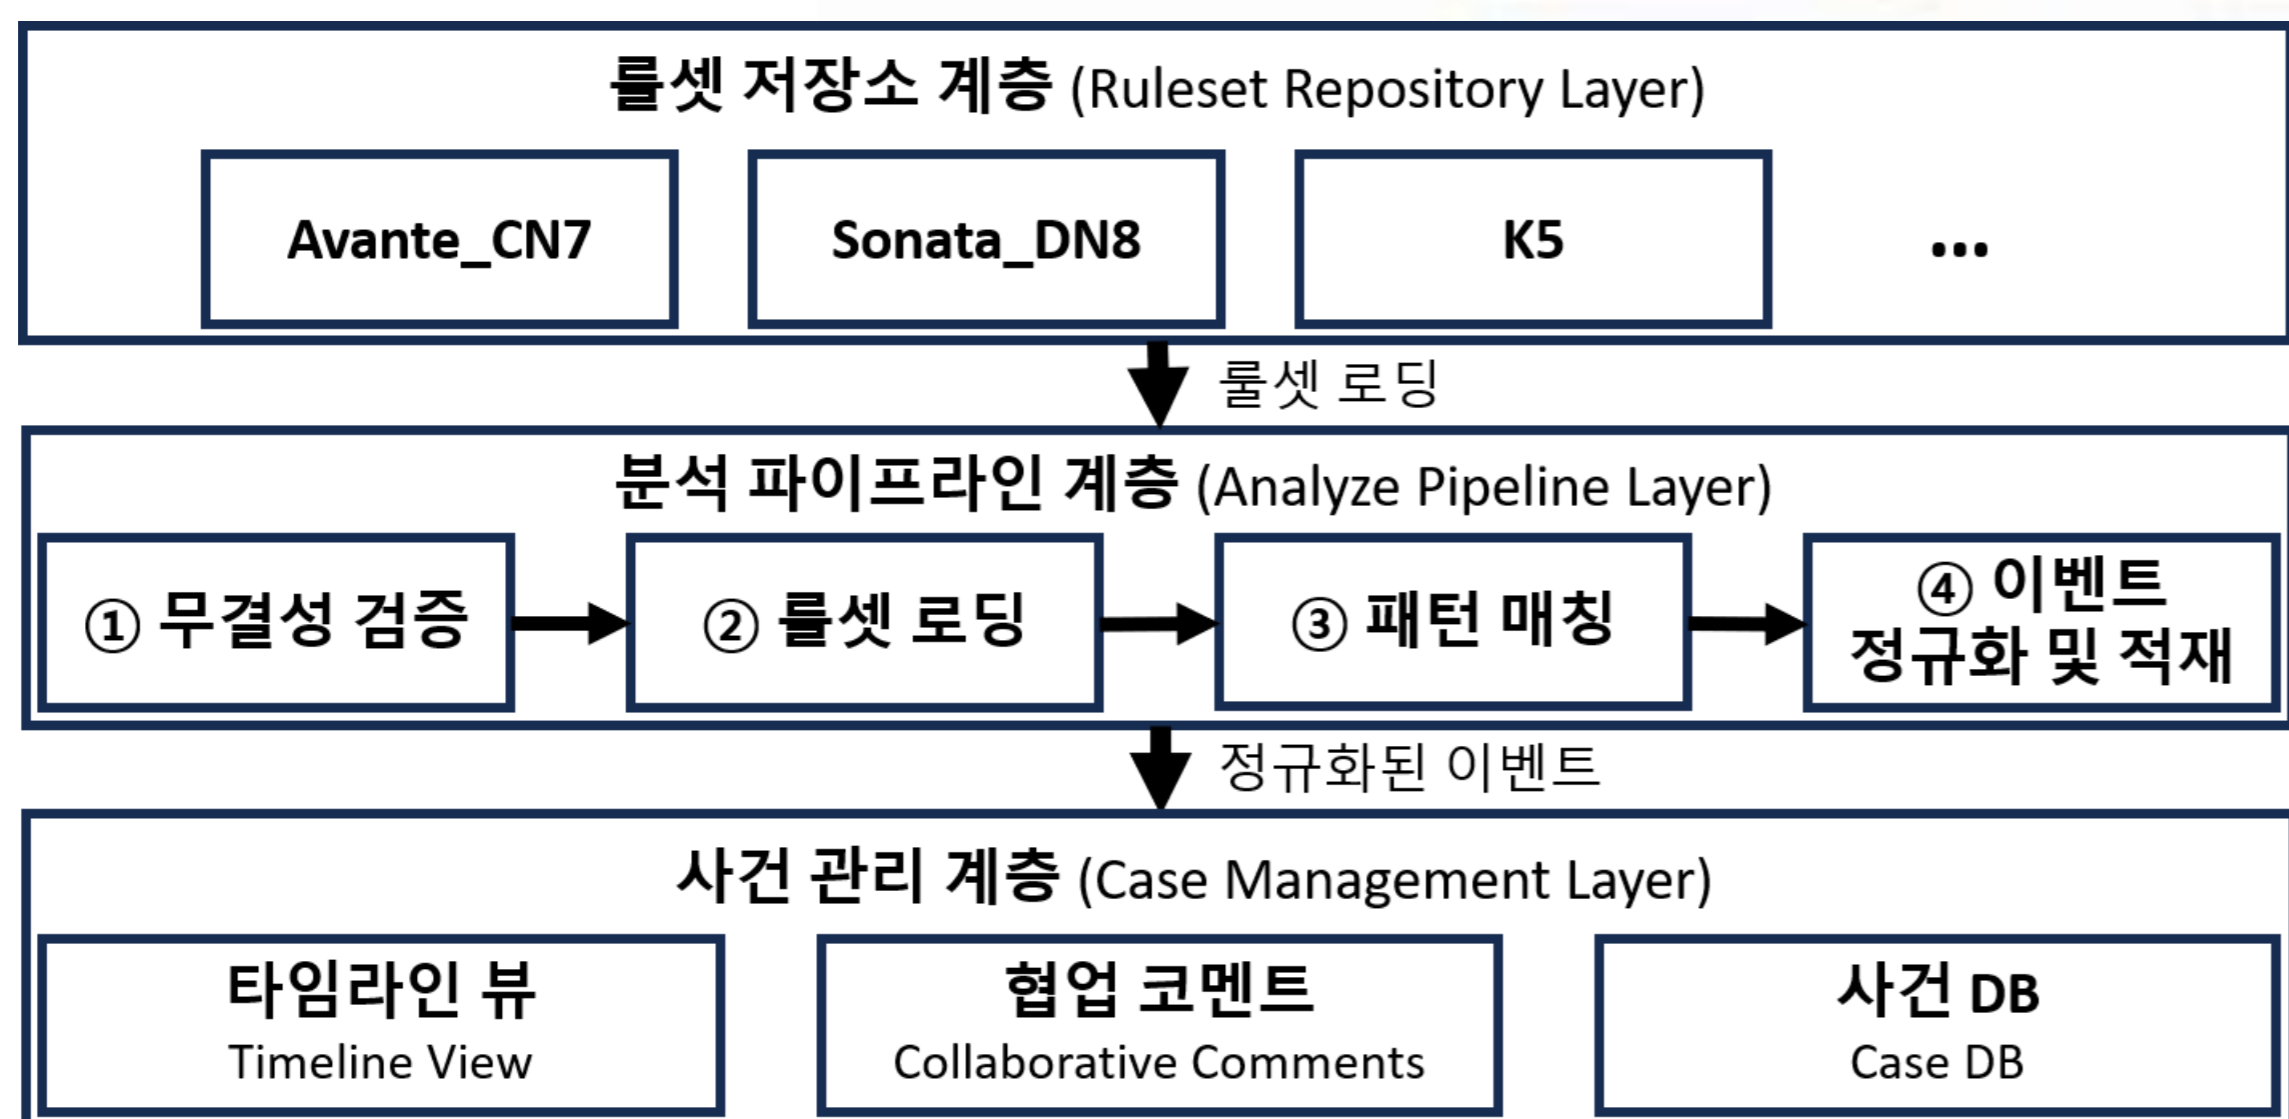 룰셋 저장소 계층 (Ruleset Repository Layer)
Avante_CN7
Sonata_DN8
K5
...
룰셋 로딩
분석 파이프라인 계층 (Analyze Pipeline Layer)
① 무결성 검증
② 룰셋 로딩
③ 패턴 매칭
④ 이벤트
정규화 및 적재
정규화된 이벤트
사건 관리 계층 (Case Management Layer)
타임라인 뷰
Timeline View
협업 코멘트
Collaborative Comments
사건 DB
Case DB